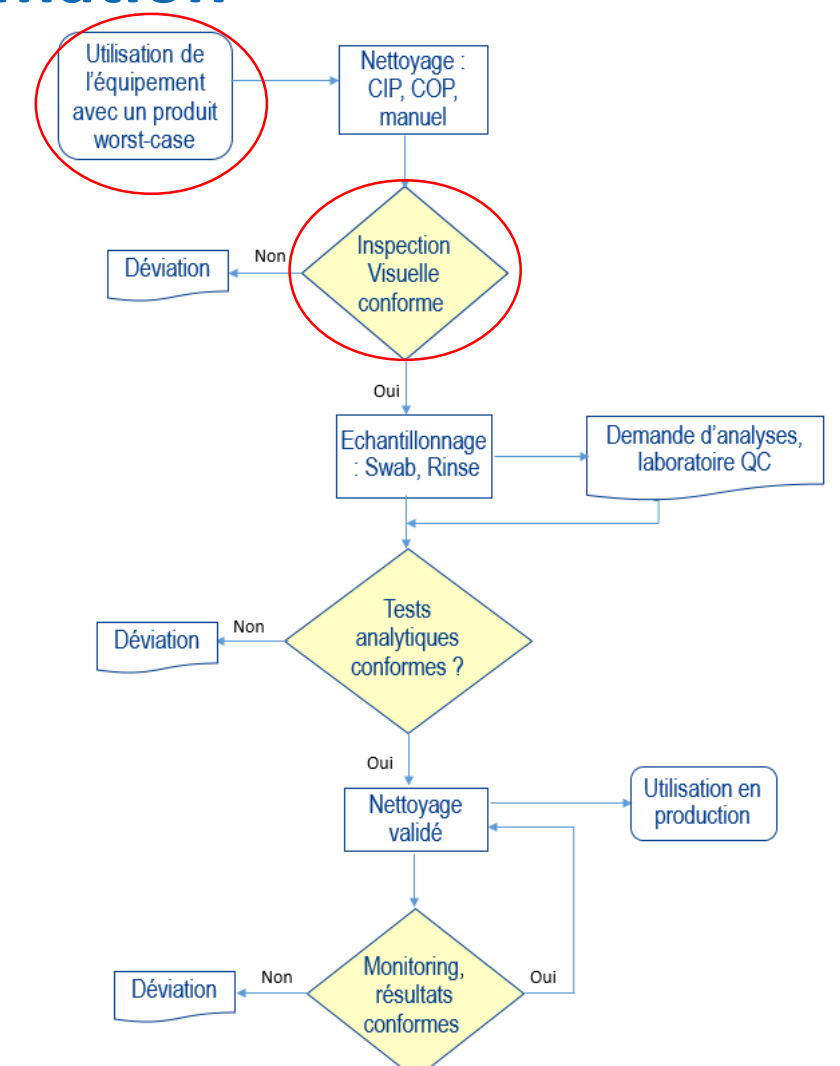 Utilisation de
l'équipement
avec un produit
worst-case
Nettoyage :
CIP, COP,
manuel
Inspection
Visuelle
conforme
Non
Déviation
Oui
Echantillonnage
: Swab, Rinse
Demande d'analyses,
laboratoire QC
Tests
analytiques
conformes ?
Non
Déviation
Oui
Nettoyage
validé
Utilisation en
production
Monitoring,
résultats
conformes
Non
Déviation
Oui